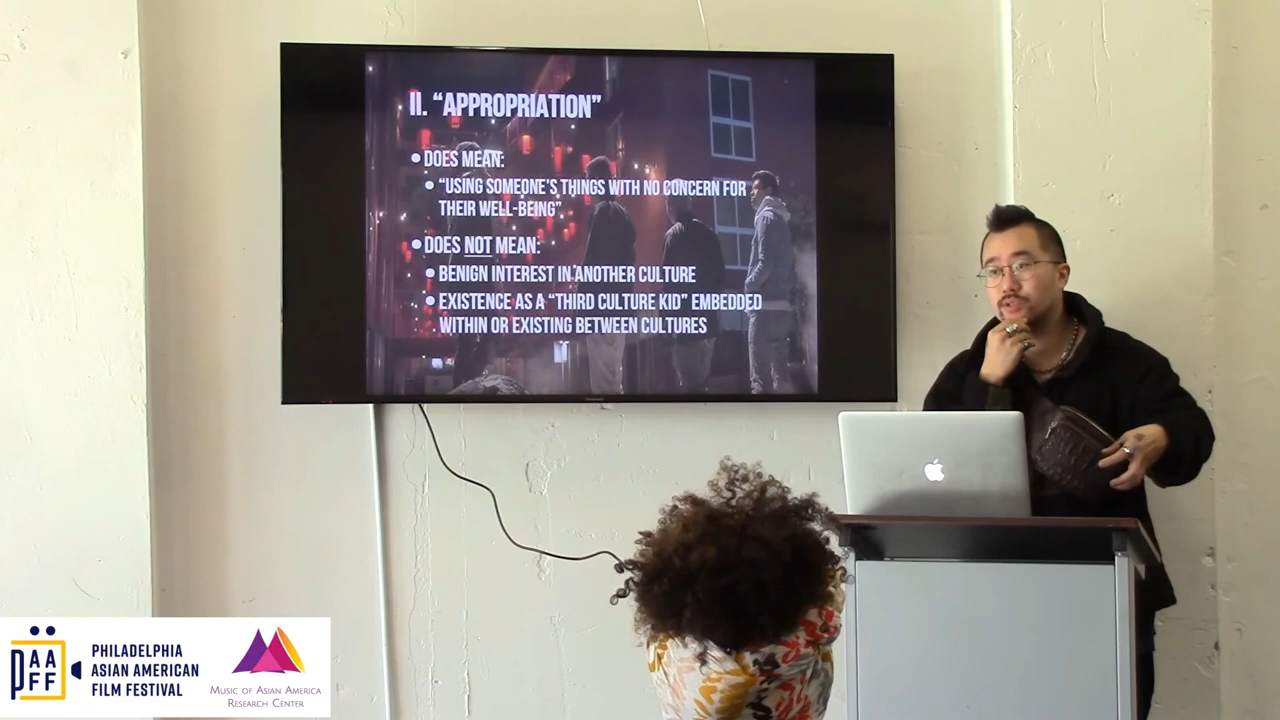 II. “APPROPRIATION”
DOES MEAN:
“USING SOMEONE’S THINGS WITH NO CONCERN FOR
THEIR WELL-BEING”
DOES NOT MEAN:
BENIGN INTEREST IN ANOTHER CULTURE
EXISTENCE AS A “THIRD CULTURE KID” EMBEDDED
WITHIN OR EXISTING BETWEEN CULTURES
PAAFF
PHILADELPHIA
ASIAN AMERICAN
FILM FESTIVAL
MUSIC OF ASIAN AMERICA
RESEARCH CENTER